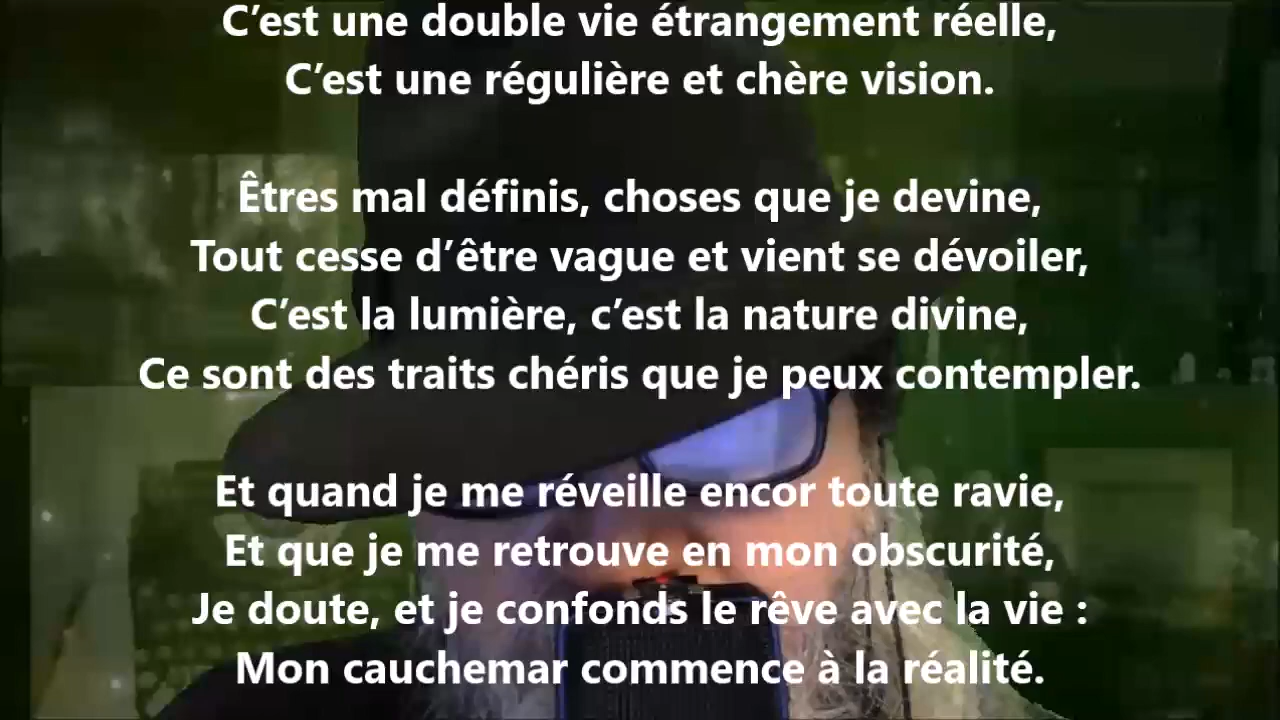 C’est une double vie étrangement réelle,
C’est une régulière et chère vision.
Êtres mal définis, choses que je devine,
Tout cesse d’être vague et vient se dévoiler,
C’est la lumière, c’est la nature divine,
Ce sont des traits chéris que je peux contempler.
Et quand je me réveille encor toute ravie,
Et que je me retrouve en mon obscurité,
Je doute, et je confonds le rêve avec la vie :
Mon cauchemar commence à la réalité.